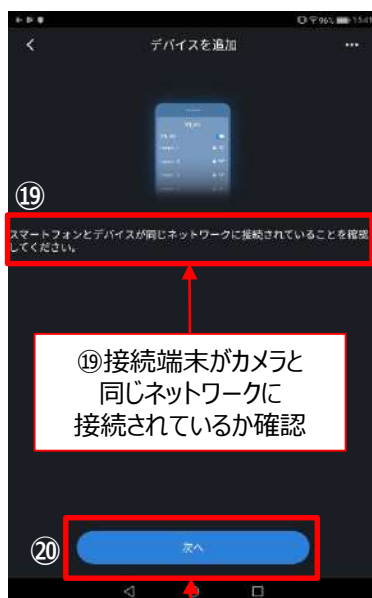 96% 15:41
デバイスを追加
⑲
スマートフォンとデバイスが同じネットワークに接続されていることを確認
してください。
⑲接続端末がカメラと
同じネットワークに
接続されているか確認
⑳
次へ